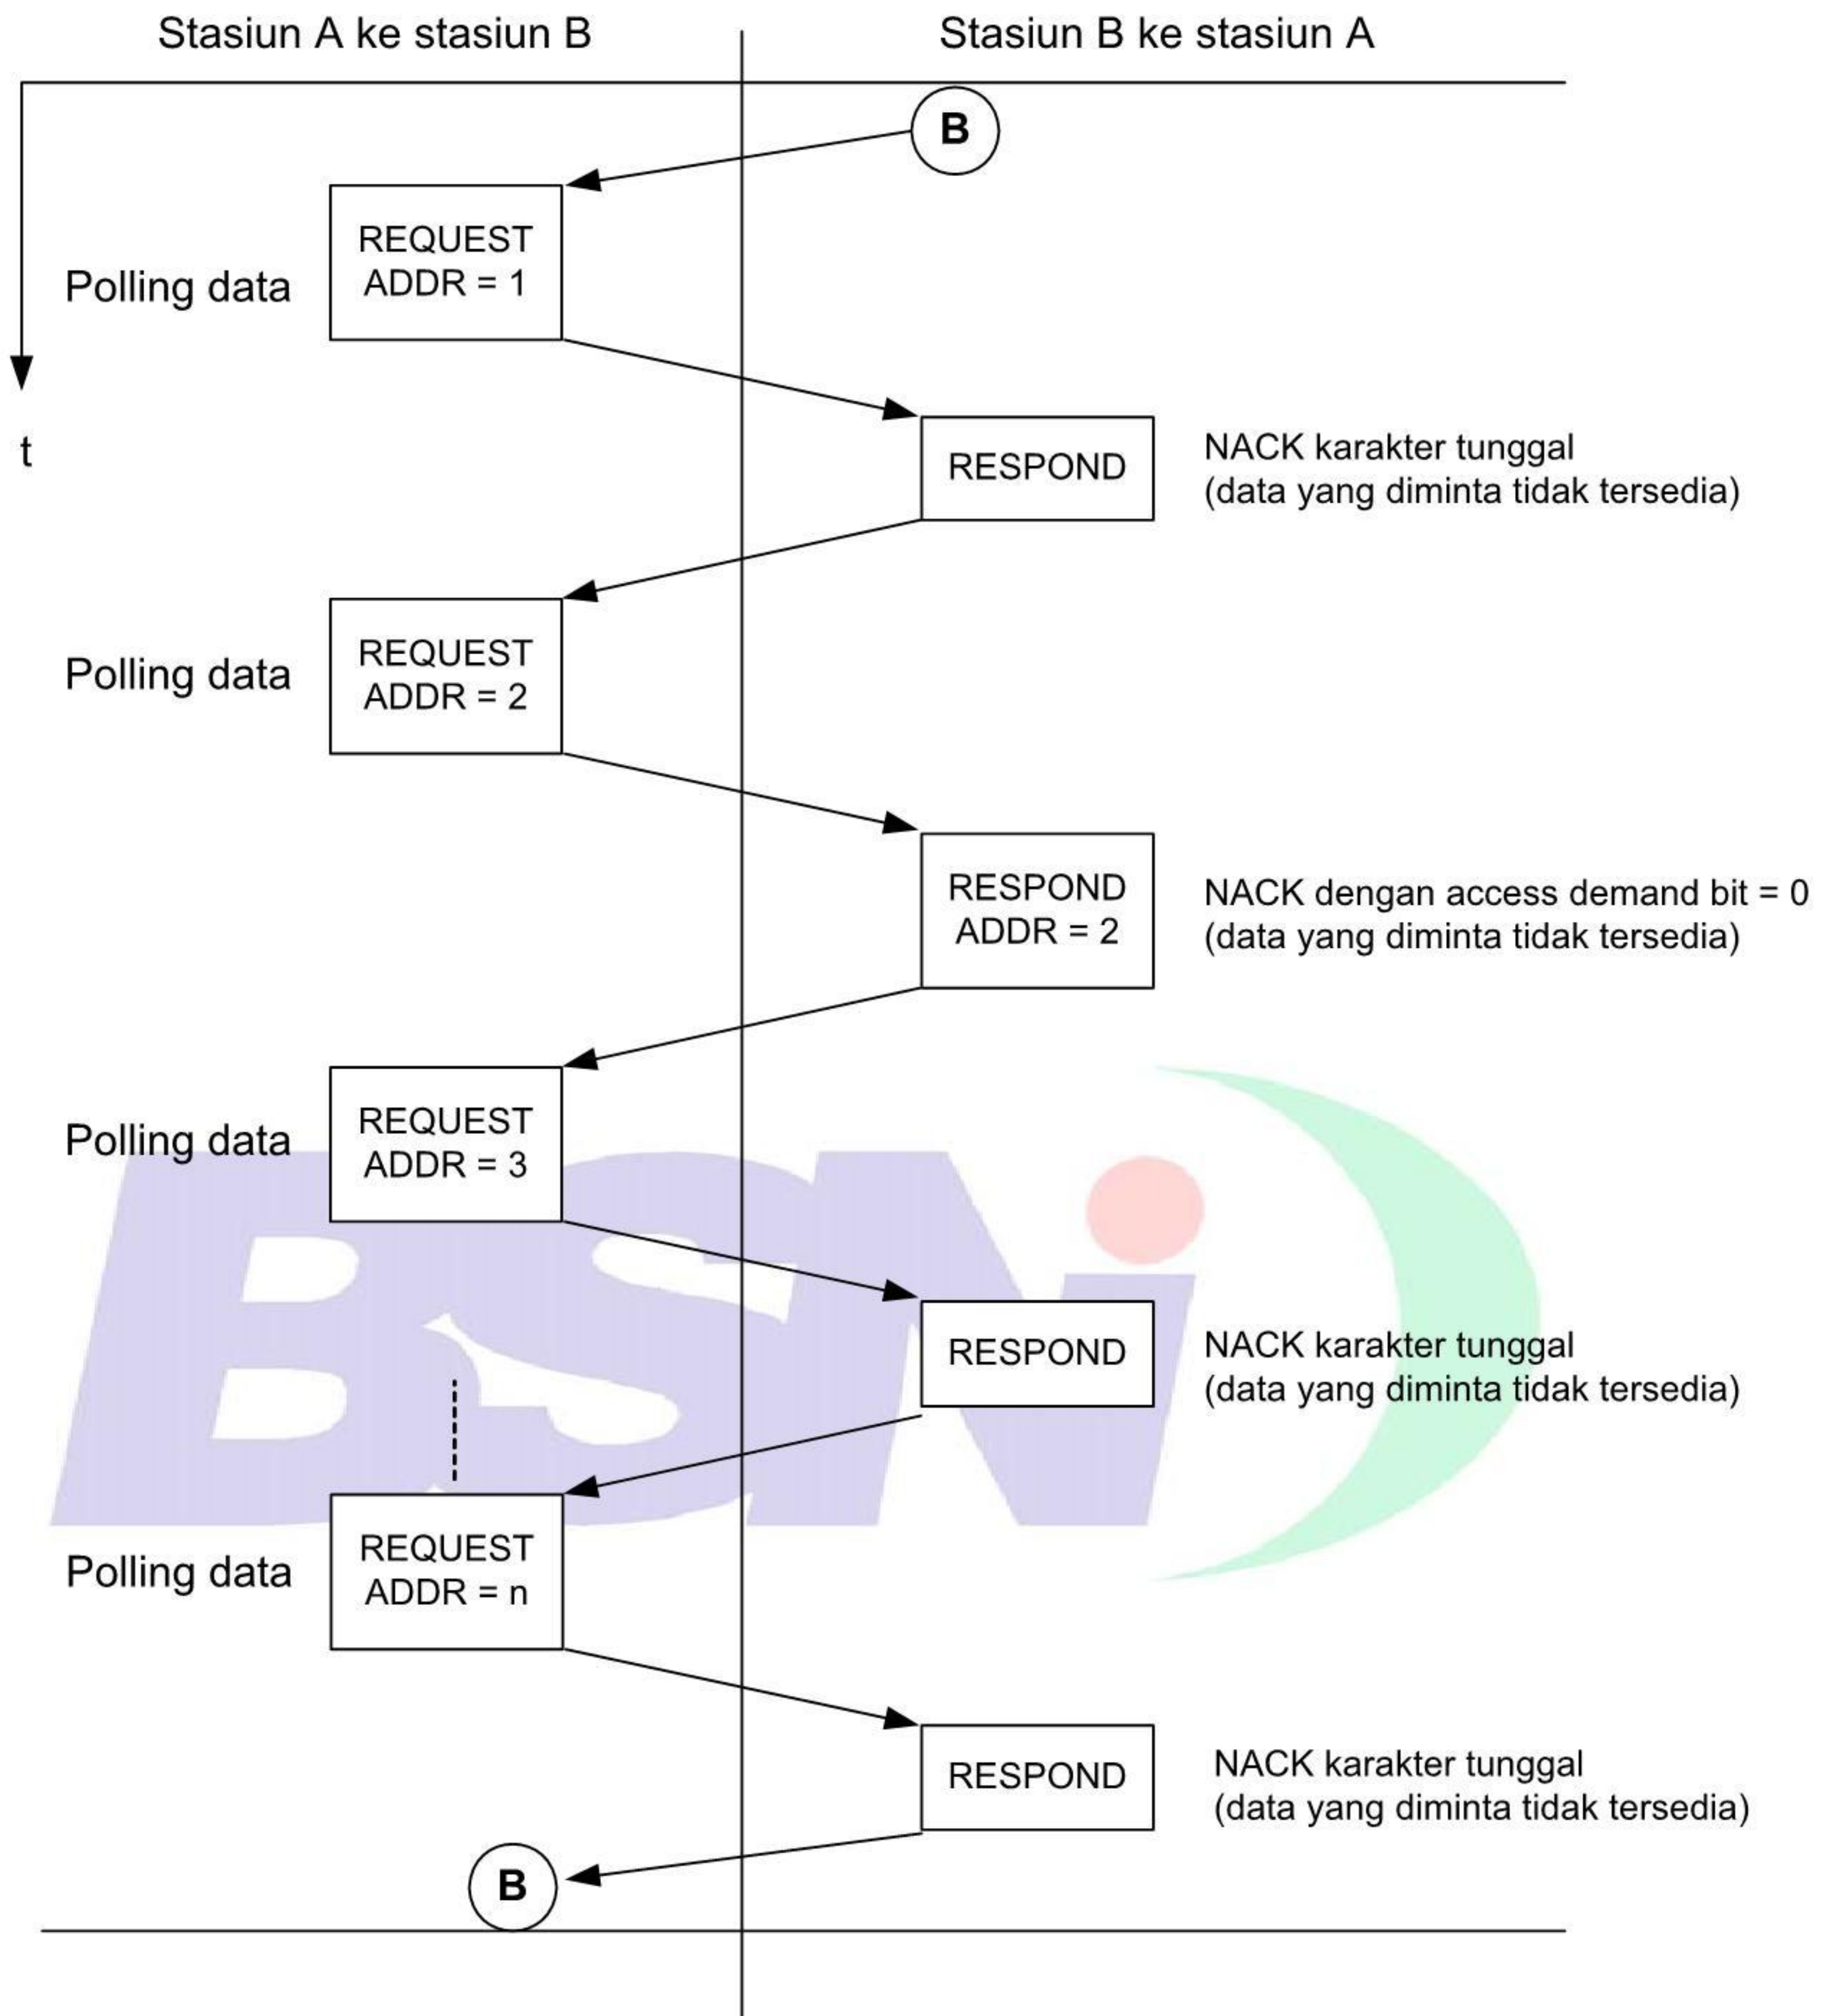 Stasiun A ke stasiun B
Stasiun B ke stasiun A
B
REQUEST
ADDR = 1
Polling data
t
RESPOND
NACK karakter tunggal
(data yang diminta tidak tersedia)
REQUEST
ADDR = 2
Polling data
RESPOND
ADDR = 2
NACK dengan access demand bit = 0
(data yang diminta tidak tersedia)
REQUEST
ADDR = 3
Polling data
BSN
RESPOND
NACK karakter tunggal
(data yang diminta tidak tersedia)
REQUEST
ADDR = n
Polling data
RESPOND
NACK karakter tunggal
(data yang diminta tidak tersedia)
B